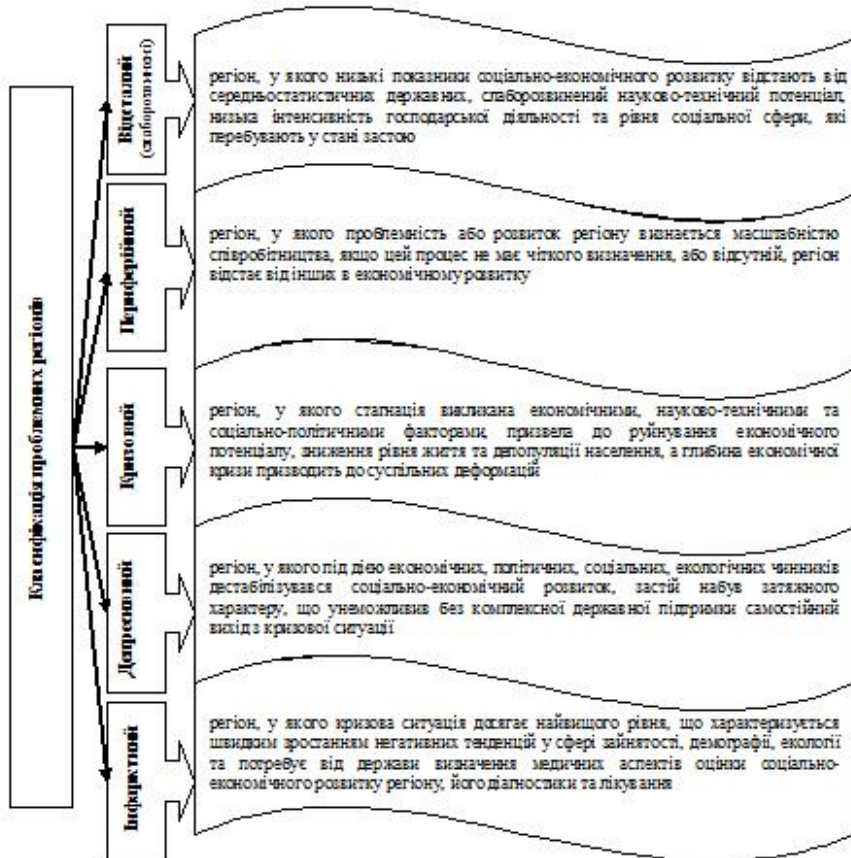 Класифікація проблемних регіонів
Відсталий
(слаборозвинені)
регіон, у якого низькі показники соціально-економічного розвитку відстають від
середньостатистичних державних, слаборозвинений науково-технічний потенціал,
низька інтенсивність господарської діяльності та рівня соціальної сфери, які
перебувають у стані застою
Периферійний
регіон, у якого проблемність або розвиток регіону визнається масштабністю
співробітництва, якщо цей процес не має чіткого визначення, або відсутній, регіон
відстає від інших в економічному розвитку
Кризовий
регіон, у якого стагнація викликана економічними, науково-технічними та
соціально-політичними факторами, призвела до руйнування економічного
потенціалу, зниження рівня життя та депопуляції населення, а глибина економічної
кризи призводить до суспільних деформацій
Депресивний
регіон, у якого під дією економічних, політичних, соціальних, екологічних чинників
дестабілізувався соціально-економічний розвиток, застій набув затяжного
характеру, що унеможливив без комплексної державної підтримки самостійний
вихід з кризової ситуації
Інфарктний
регіон, у якого кризова ситуація досягає найвищого рівня, що характеризується
швидким зростанням негативних тенденцій у сфері зайнятості, демографії, екології
та потребує від держави визначення медичних аспектів оцінки соціально-
економічного розвитку регіону, його діагностики та лікування